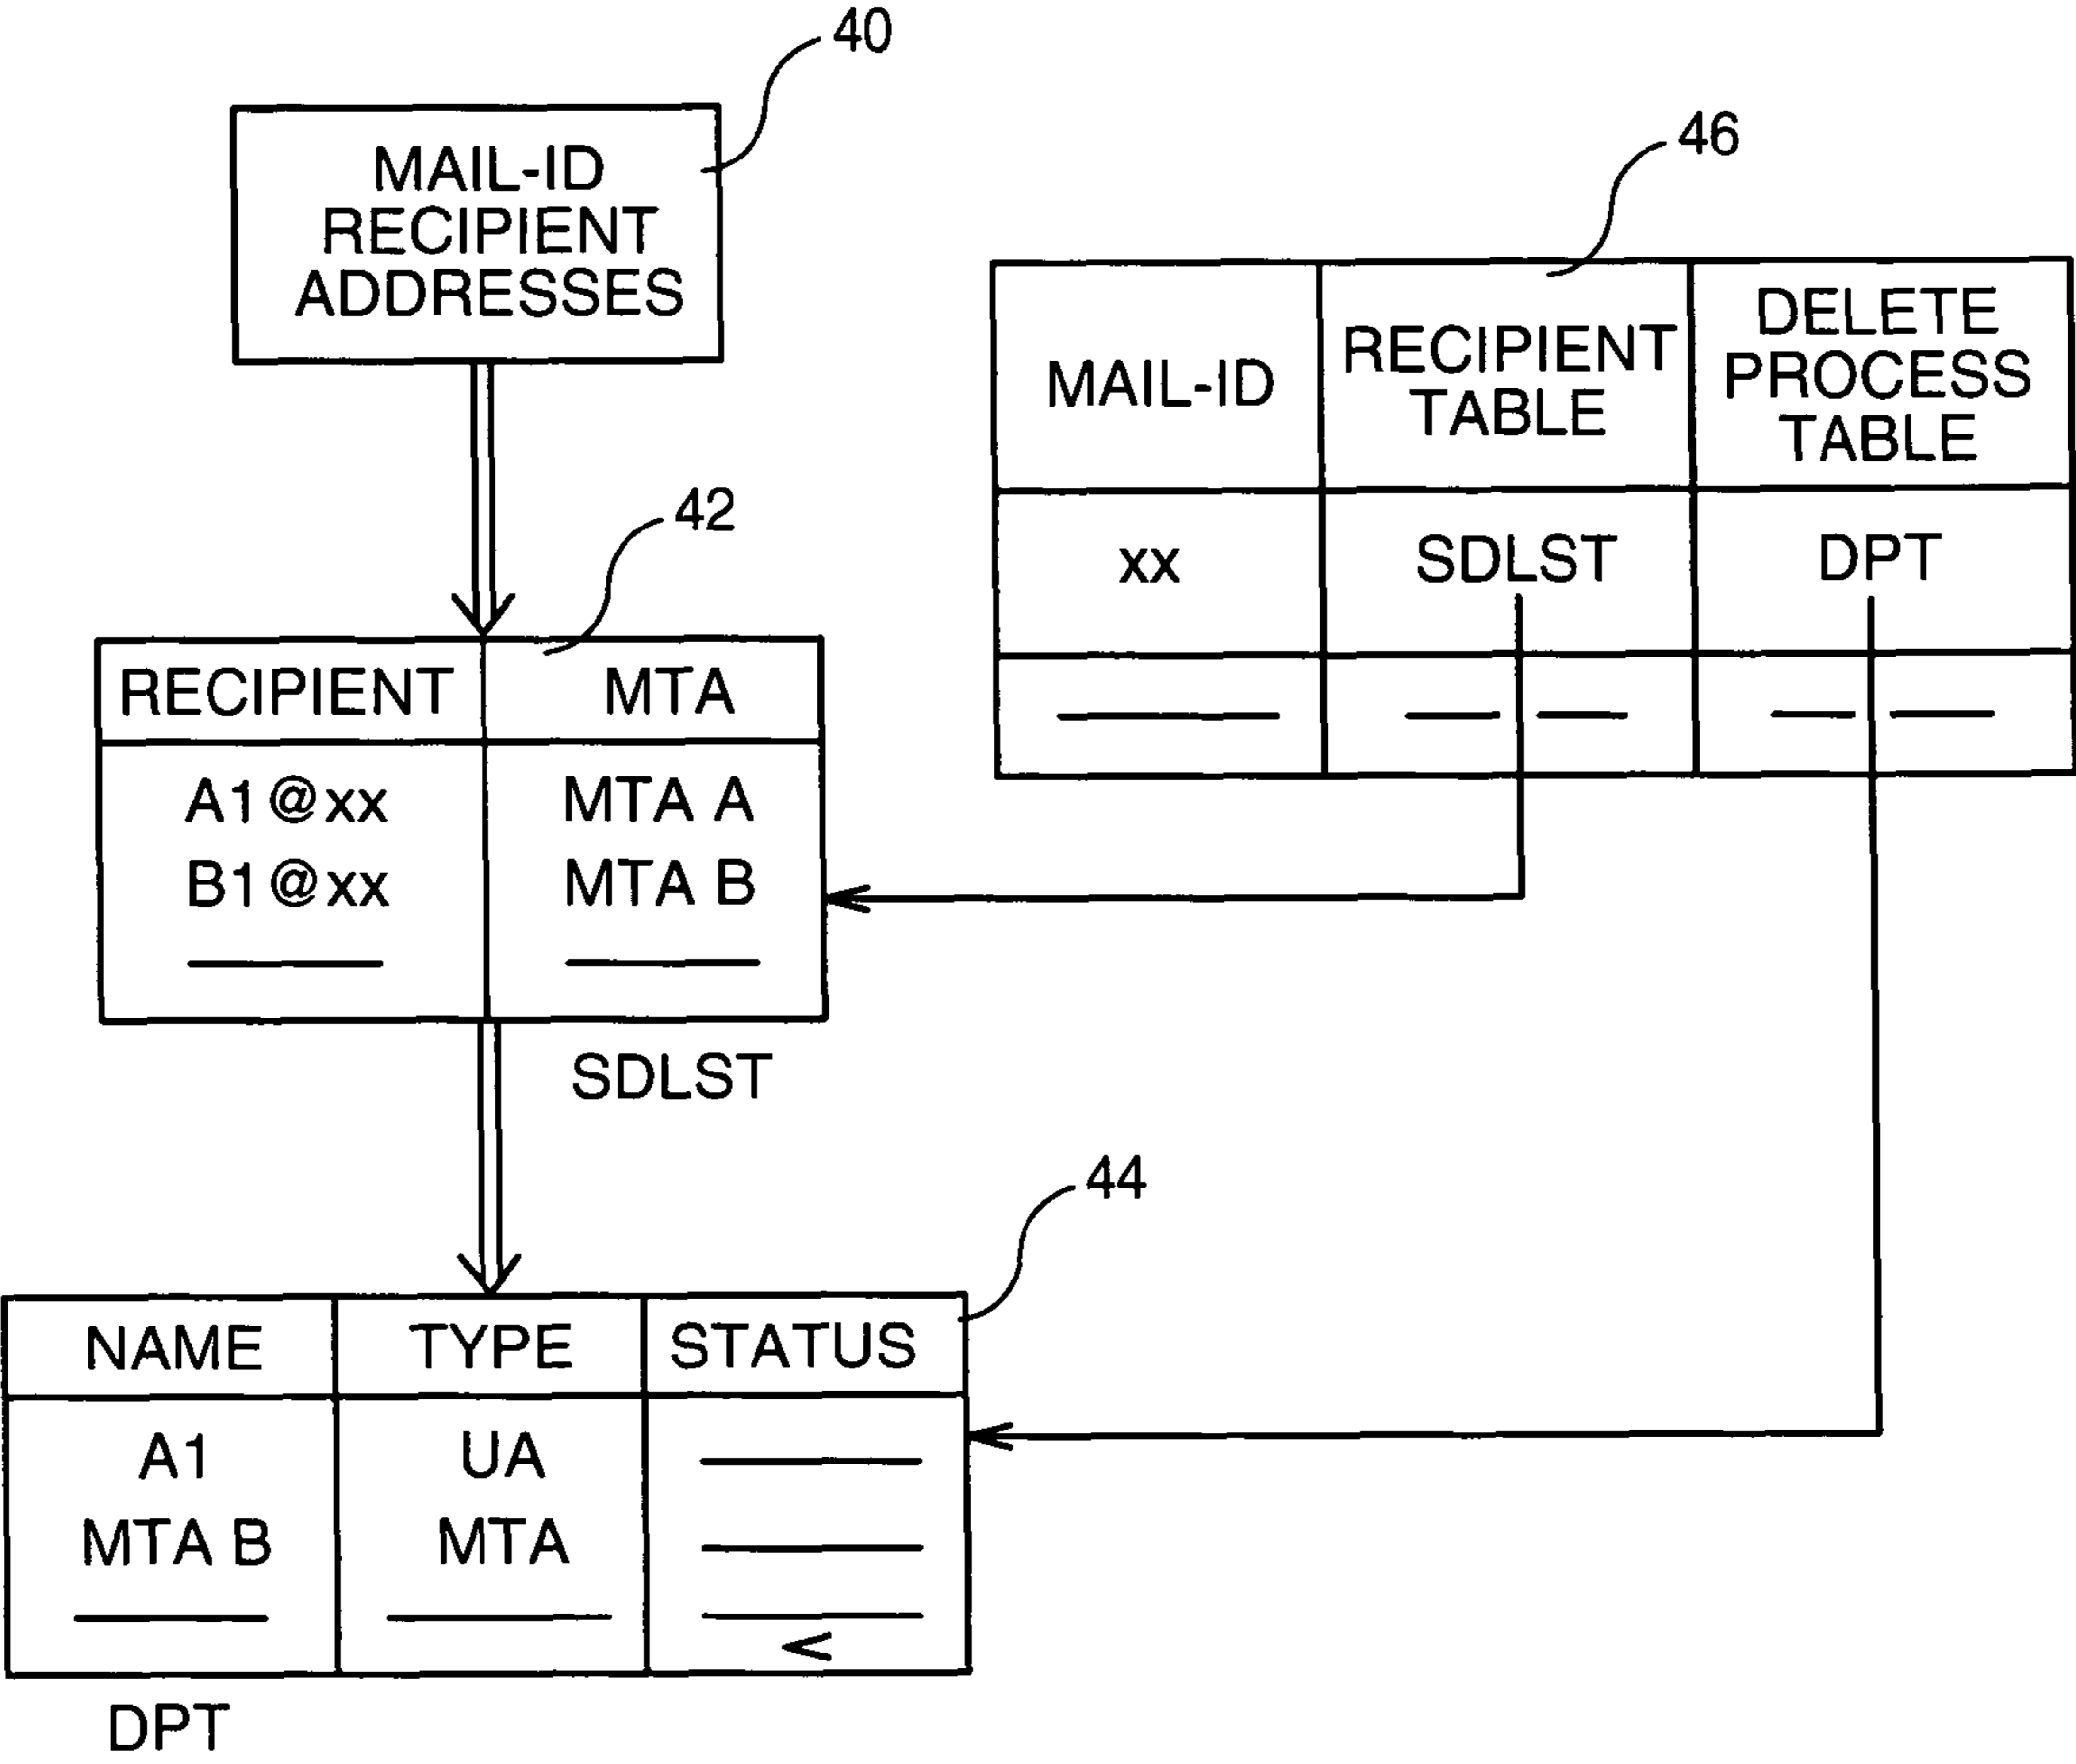 40
MAIL-ID
RECIPIENT
ADDRESSES
46
MAIL-ID
RECIPIENT
TABLE
DELETE
PROCESS
TABLE
xx
SDLST
DPT
42
RECIPIENT
MTA
A1@xx
MTA A
B1@xx
MTA B
SDLST
44
NAME
TYPE
STATUS
A1
UA
MTA B
MTA
DPT